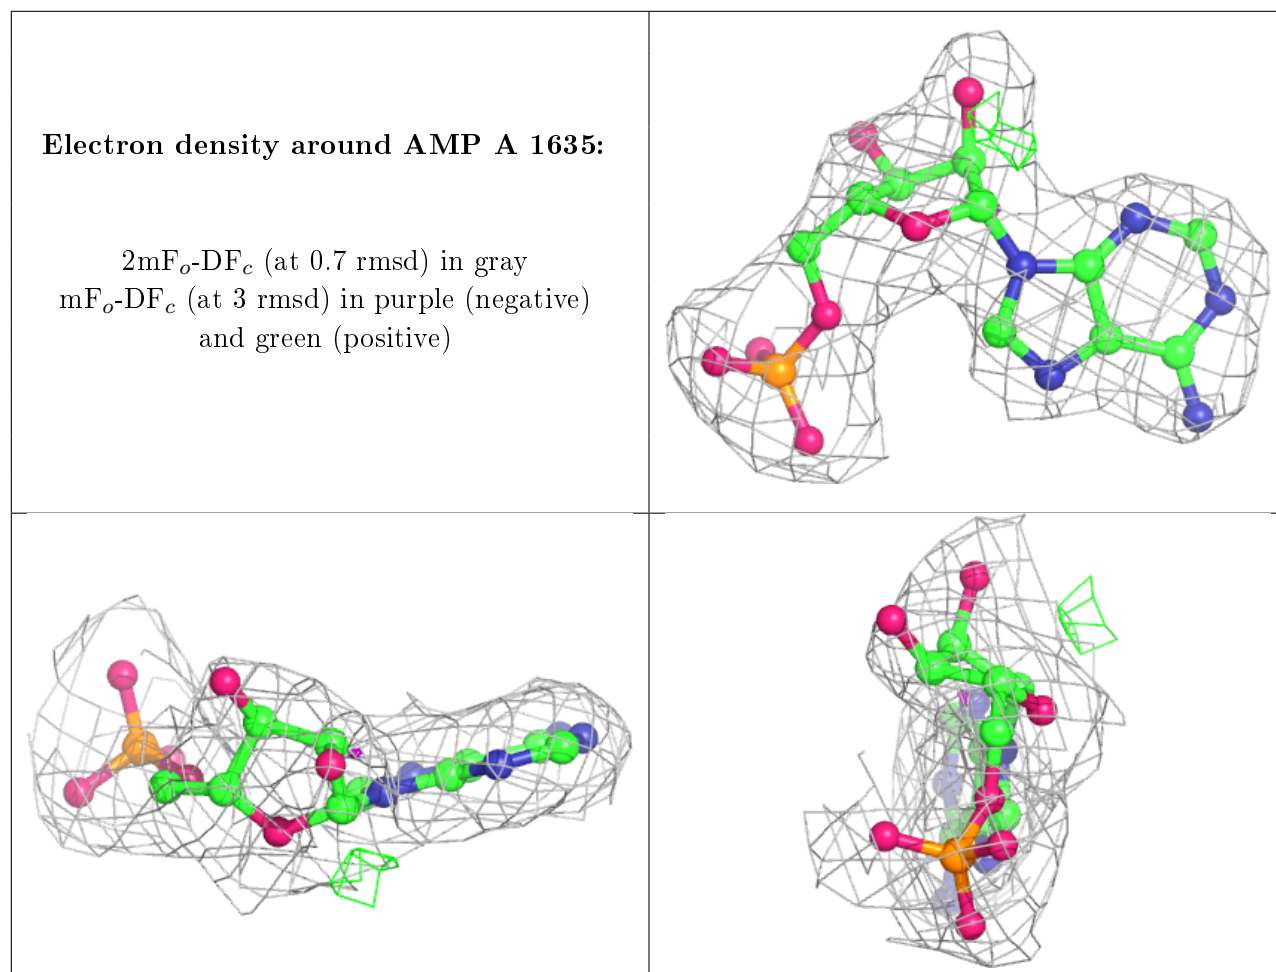 Electron density around AMP A 1635:
2mFₒ-DF𝒸 (at 0.7 rmsd) in gray
mFₒ-DF𝒸 (at 3 rmsd) in purple (negative)
and green (positive)